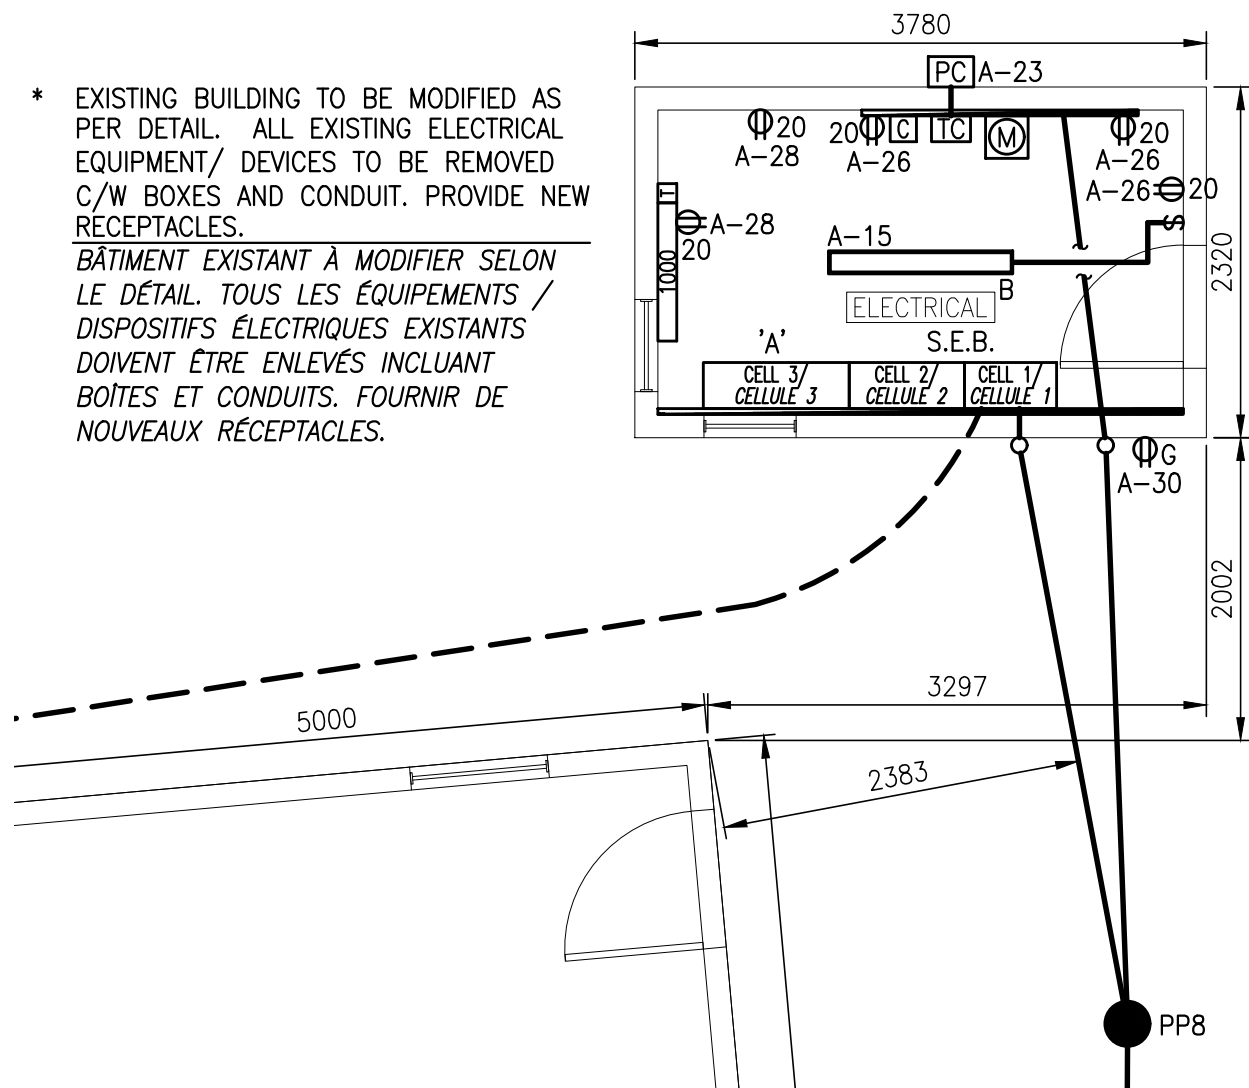 3780
* EXISTING BUILDING TO BE MODIFIED AS
PER DETAIL. ALL EXISTING ELECTRICAL
EQUIPMENT/ DEVICES TO BE REMOVED
C/W BOXES AND CONDUIT. PROVIDE NEW
RECEPTACLES.
BÂTIMENT EXISTANT À MODIFIER SELON
LE DÉTAIL. TOUS LES ÉQUIPEMENTS /
DISPOSITIFS ÉLECTRIQUES EXISTANTS
DOIVENT ÊTRE ENLEVÉS INCLUANT
BOÎTES ET CONDUITS. FOURNIR DE
NOUVEAUX RÉCEPTACLES.
PC A-23
20
A-28
20
A-26
C
TC
M
20
A-26
A-26 20
S
T
1000
A-28
20
A-15
B
ELECTRICAL
'A'
S.E.B.
CELL 3/
CELLULE 3
CELL 2/
CELLULE 2
CELL 1/
CELLULE 1
2320
G
A-30
2002
3297
5000
2383
PP8